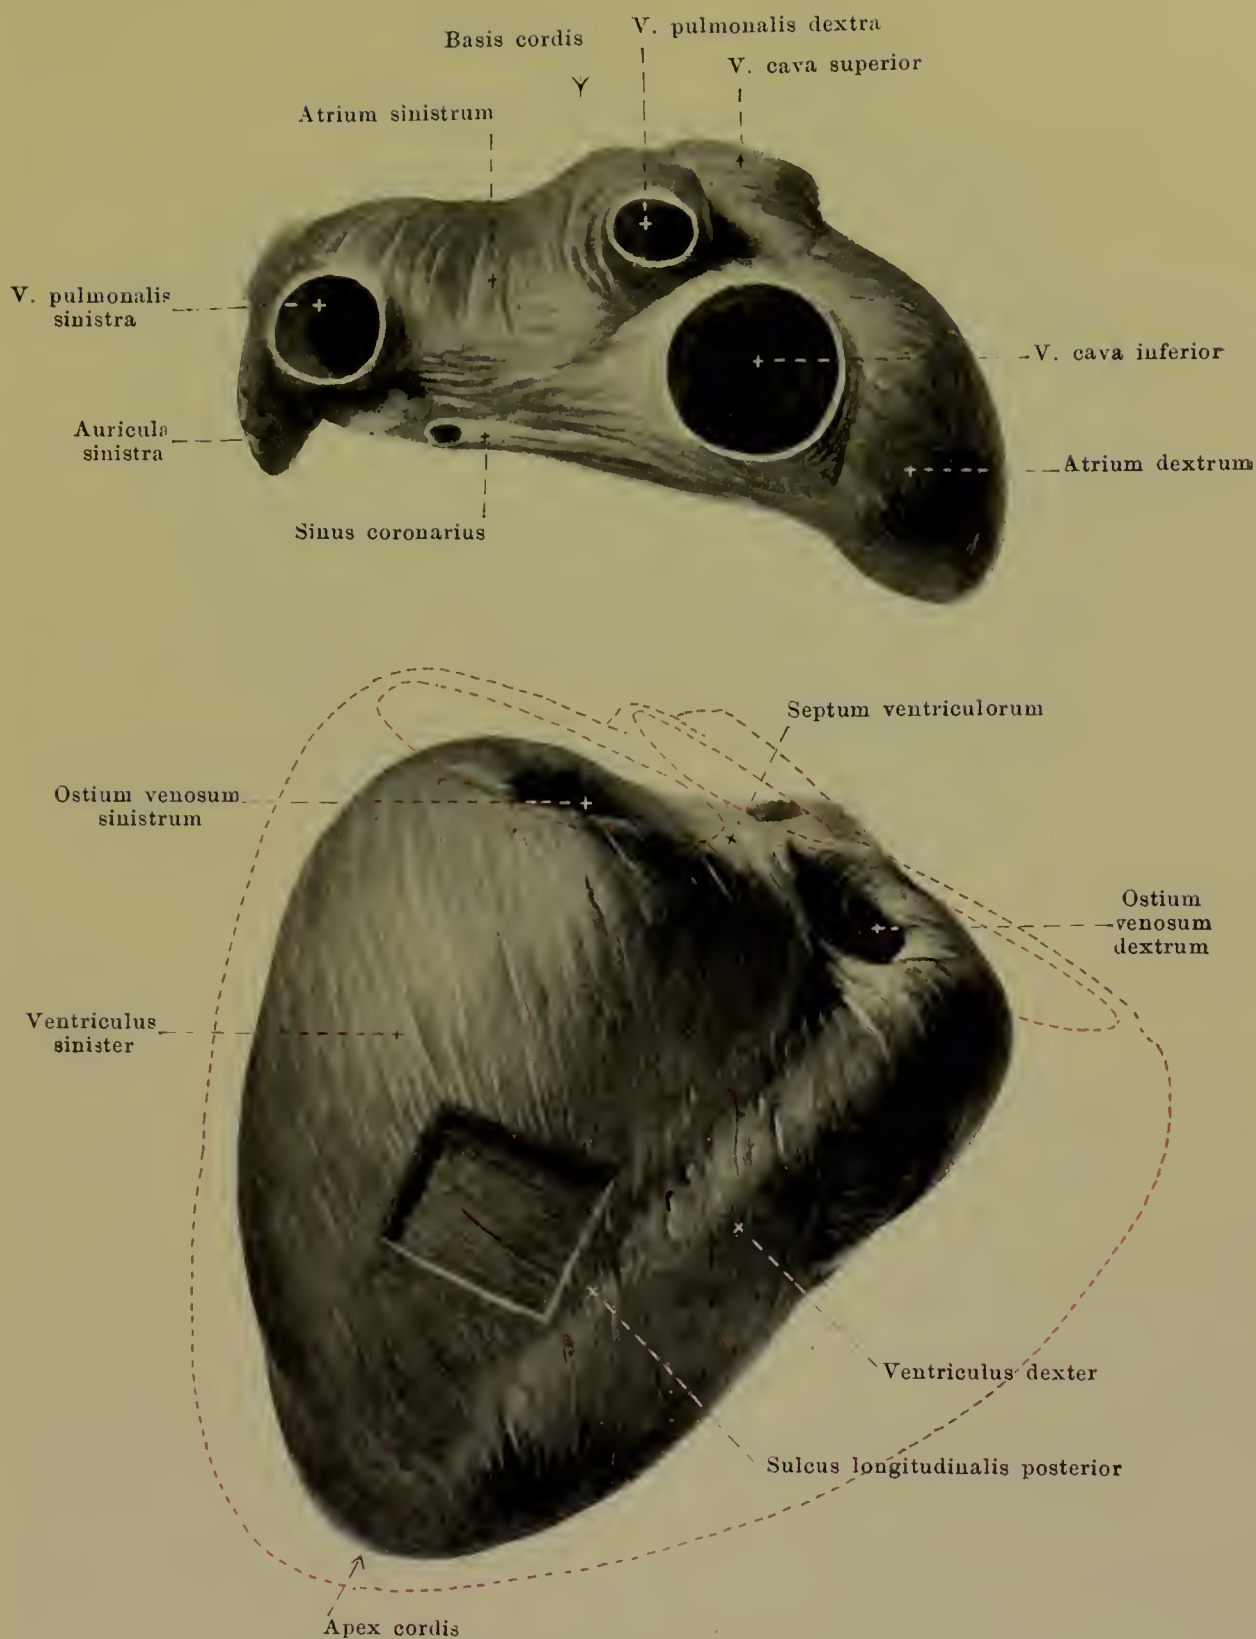 Basis cordis
V. pulmonalis dextra
V. cava superior
Atrium sinistrum
V. pulmonalis
sinistra
V. cava inferior
Auricula
sinistra
Atrium dextrum
Sinus coronarius
Septum ventriculorum
Ostium venosum
sinistrum
Ostium
venosum
dextrum
Ventriculus
sinister
Ventriculus dexter
Sulcus longitudinalis posterior
Apex cordis